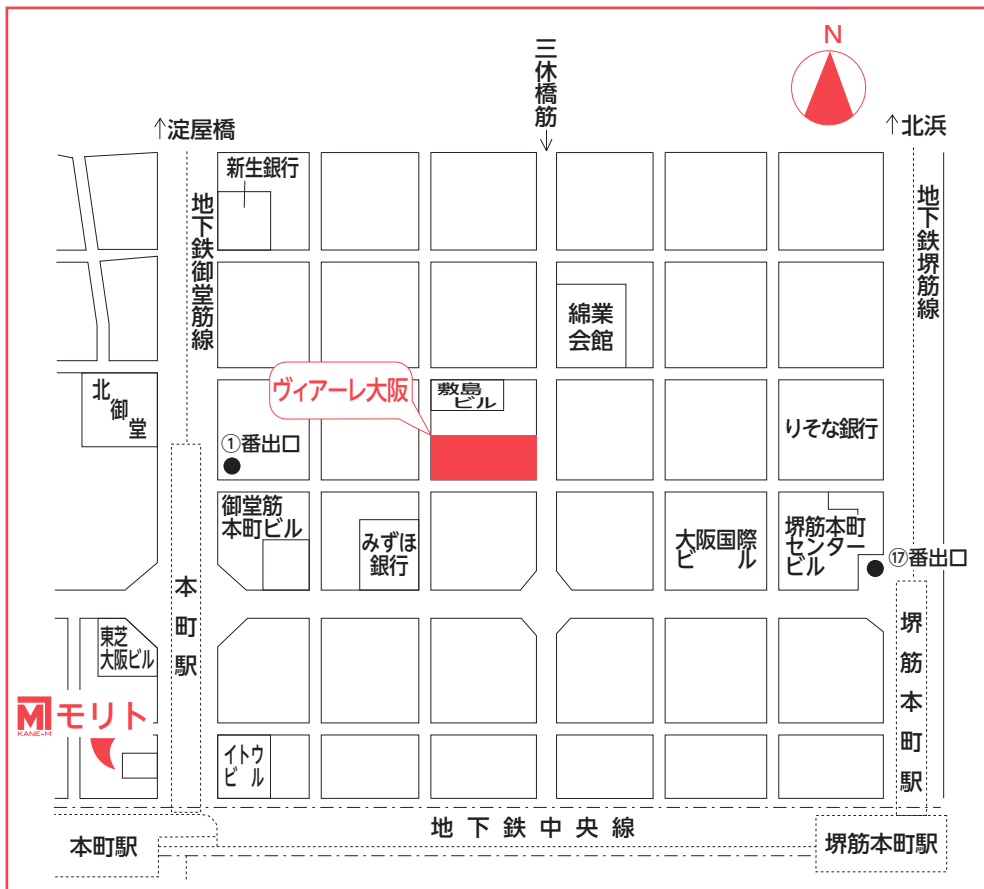 N
三休橋筋
↑淀屋橋
↑北浜
新生銀行
地下鉄御堂筋線
地下鉄堺筋線
綿業
会館
ヴィアーレ大阪
敷島
ビル
北御堂
①番出口
りそな銀行
御堂筋
本町ビル
みずほ
銀行
大阪国際
ビル
堺筋本町
センター
ビル
⑰番出口
本町駅
東芝
大阪ビル
堺筋本町駅
M
KANE-M
モリト
イトウ
ビル
地下鉄中央線
本町駅
堺筋本町駅